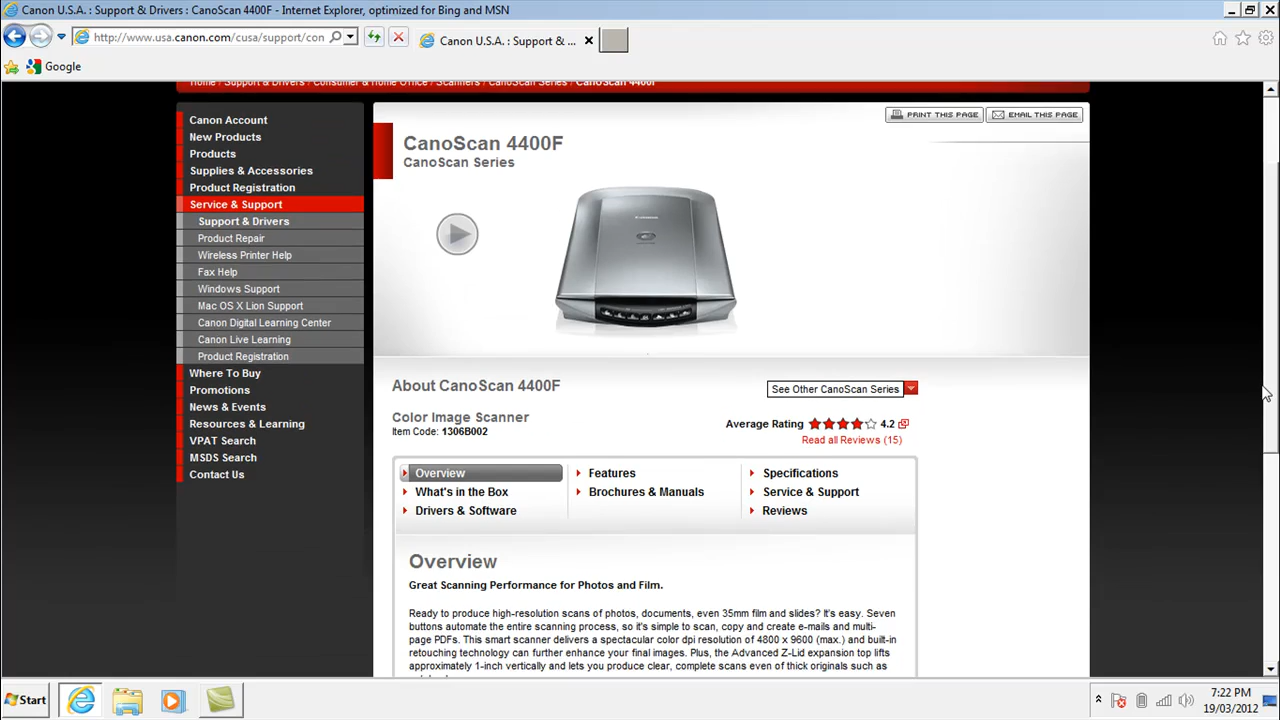 Canon U.S.A. : Support & Drivers : CanoScan 4400F - Internet Explorer, optimized for Bing and MSN
http://www.usa.canon.com/cusa/support/con
Canon U.S.A. : Support & ...
Google
Home / Support & Drivers / Consumer & Home Office / Scanners / CanoScan Series / CanoScan 4400F
PRINT THIS PAGE
EMAIL THIS PAGE
Canon Account
New Products
Products
Supplies & Accessories
Product Registration
Service & Support
Support & Drivers
Product Repair
Wireless Printer Help
Fax Help
Windows Support
Mac OS X Lion Support
Canon Digital Learning Center
Canon Live Learning
Product Registration
Where To Buy
Promotions
News & Events
Resources & Learning
VPAT Search
MSDS Search
Contact Us
CanoScan 4400F
CanoScan Series
About CanoScan 4400F
See Other CanoScan Series
Color Image Scanner
Item Code: 1306B002
Average Rating 4.2
Read all Reviews (15)
Overview
Features
Specifications
What's in the Box
Brochures & Manuals
Service & Support
Drivers & Software
Reviews
Overview
Great Scanning Performance for Photos and Film.
Ready to produce high-resolution scans of photos, documents, even 35mm film and slides? It's easy. Seven
buttons automate the entire scanning process, so it's simple to scan, copy and create e-mails and multi-
page PDFs. This smart scanner delivers a spectacular color dpi resolution of 4800 x 9600 (max.) and built-in
retouching technology can further enhance your final images. Plus, the Advanced Z-Lid expansion top lifts
approximately 1-inch vertically and lets you produce clear, complete scans even of thick originals such as
Start
7:22 PM
19/03/2012